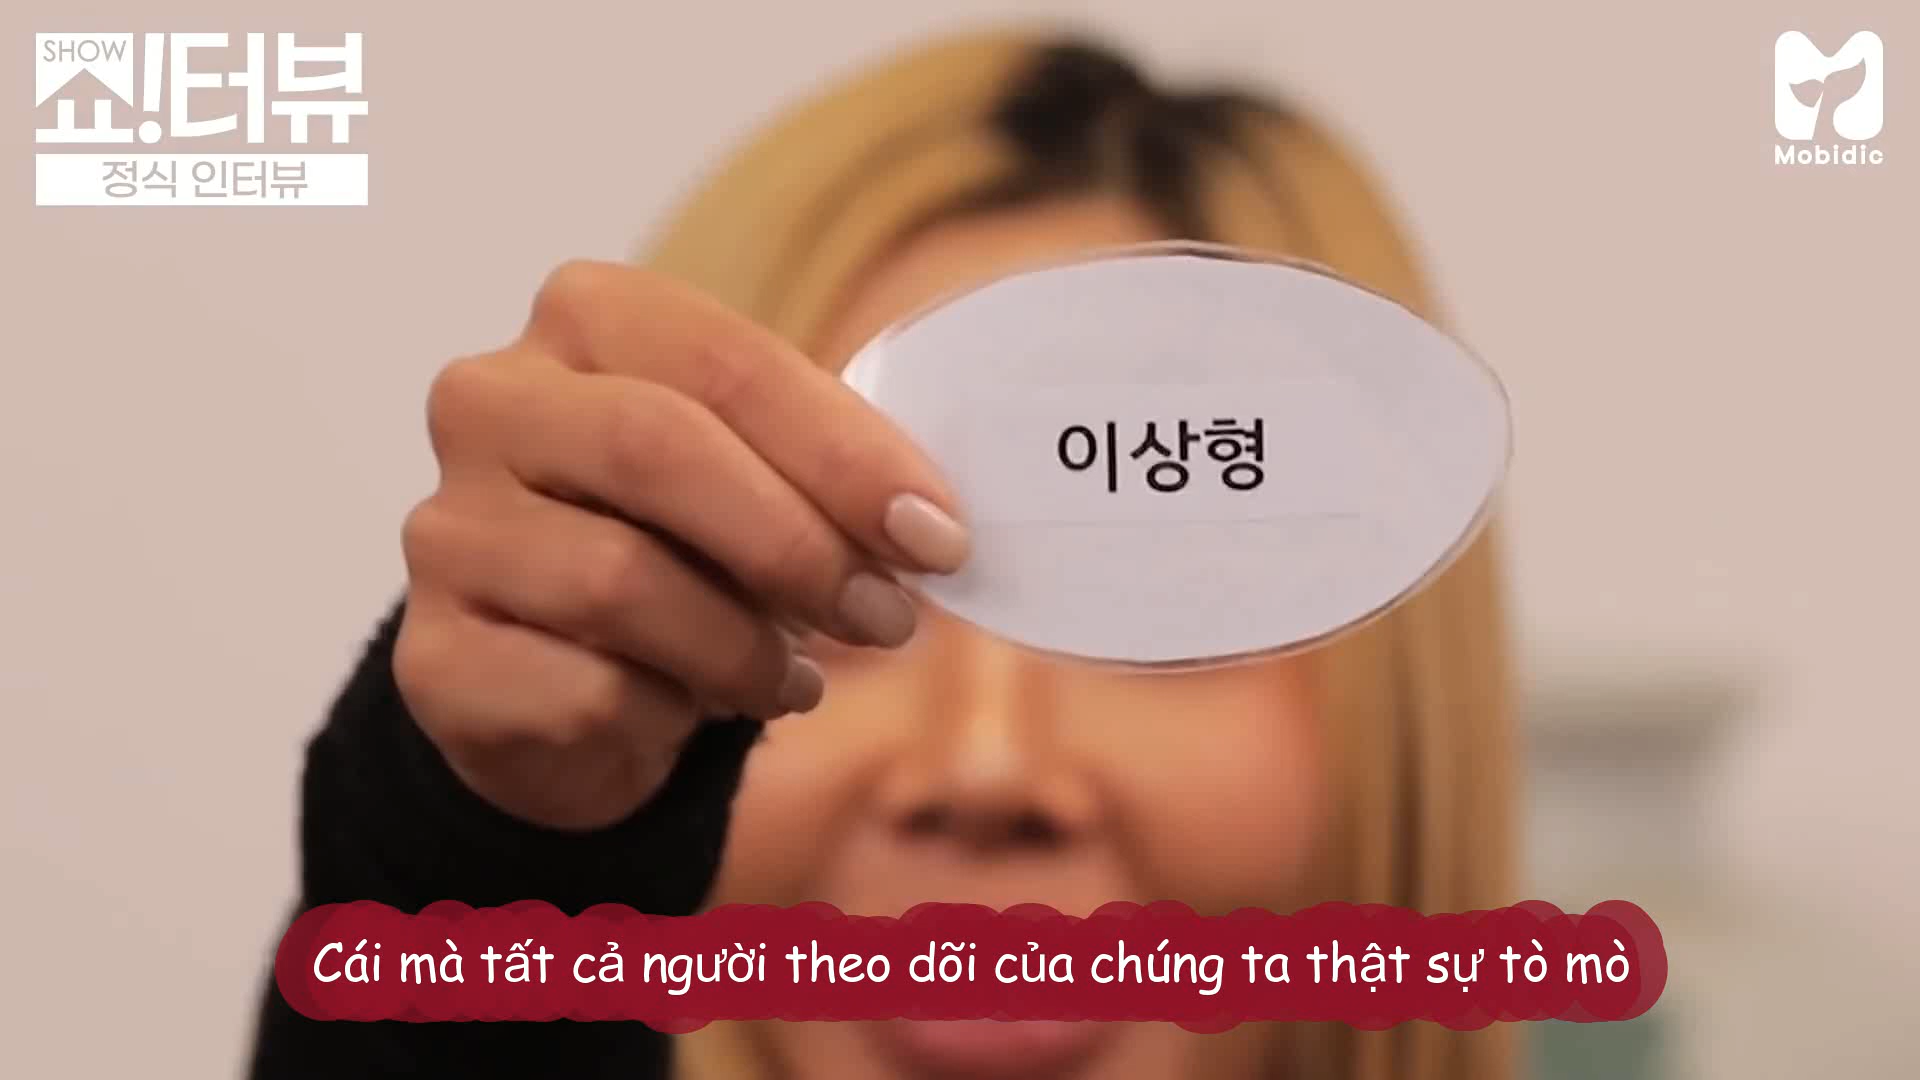 SHOW
쇼!터뷰
정식 인터뷰
Mobidic
이상형
Cái mà tất cả người theo dõi của chúng ta thật sự tò mò